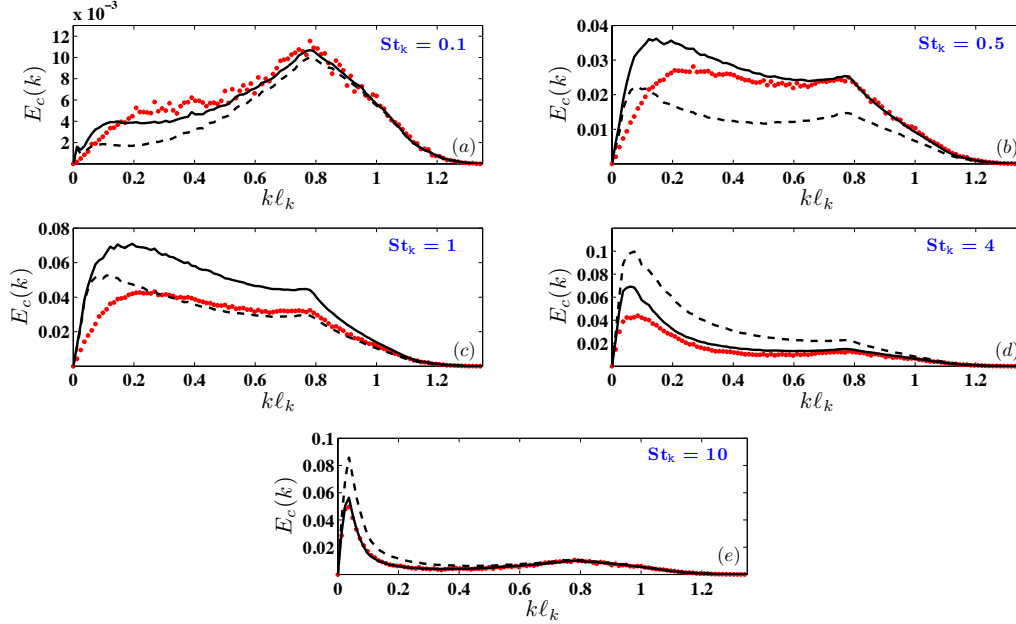 x 10⁻³
12
10
8
6
4
2
E_c(k)
St_k = 0.1
(a)
0 0.2 0.4 0.6 0.8 1 1.2
kℓ_k
0.04
0.03
0.02
0.01
E_c(k)
St_k = 0.5
(b)
0 0.2 0.4 0.6 0.8 1 1.2
kℓ_k
0.08
0.06
0.04
0.02
E_c(k)
St_k = 1
(c)
0 0.2 0.4 0.6 0.8 1 1.2
kℓ_k
0.1
0.08
0.06
0.04
0.02
E_c(k)
St_k = 4
(d)
0 0.2 0.4 0.6 0.8 1 1.2
kℓ_k
0.1
0.08
0.06
0.04
0.02
E_c(k)
St_k = 10
(e)
0 0.2 0.4 0.6 0.8 1 1.2
kℓ_k